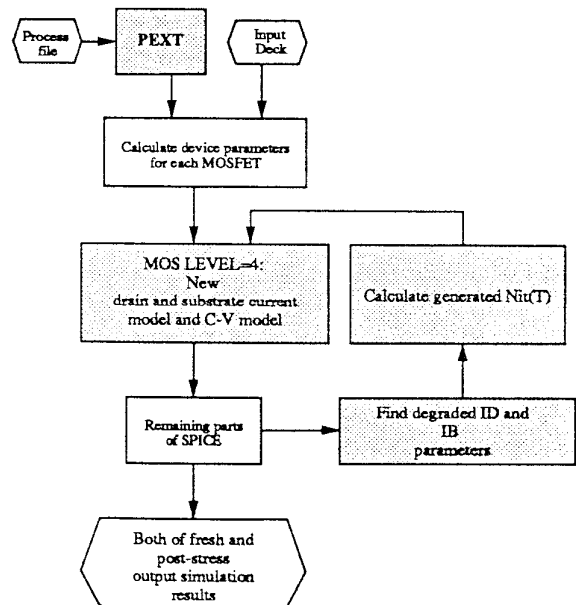 Process
file
PEXT
Input
Deck
Calculate device parameters
for each MOSFET
MOS LEVEL=4:
New
drain and substrate current
model and C-V model
Calculate generated Nit(T)
Remaining parts
of SPICE
Find degraded ID and
IB
parameters
Both of fresh and
post-stress
output simulation
results